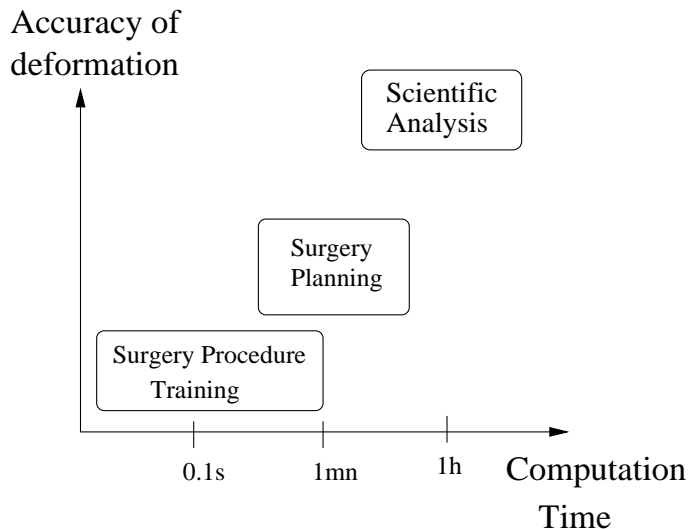 Accuracy of
deformation
Scientific
Analysis
Surgery
Planning
Surgery Procedure
Training
0.1s
1mn
1h
Computation
Time